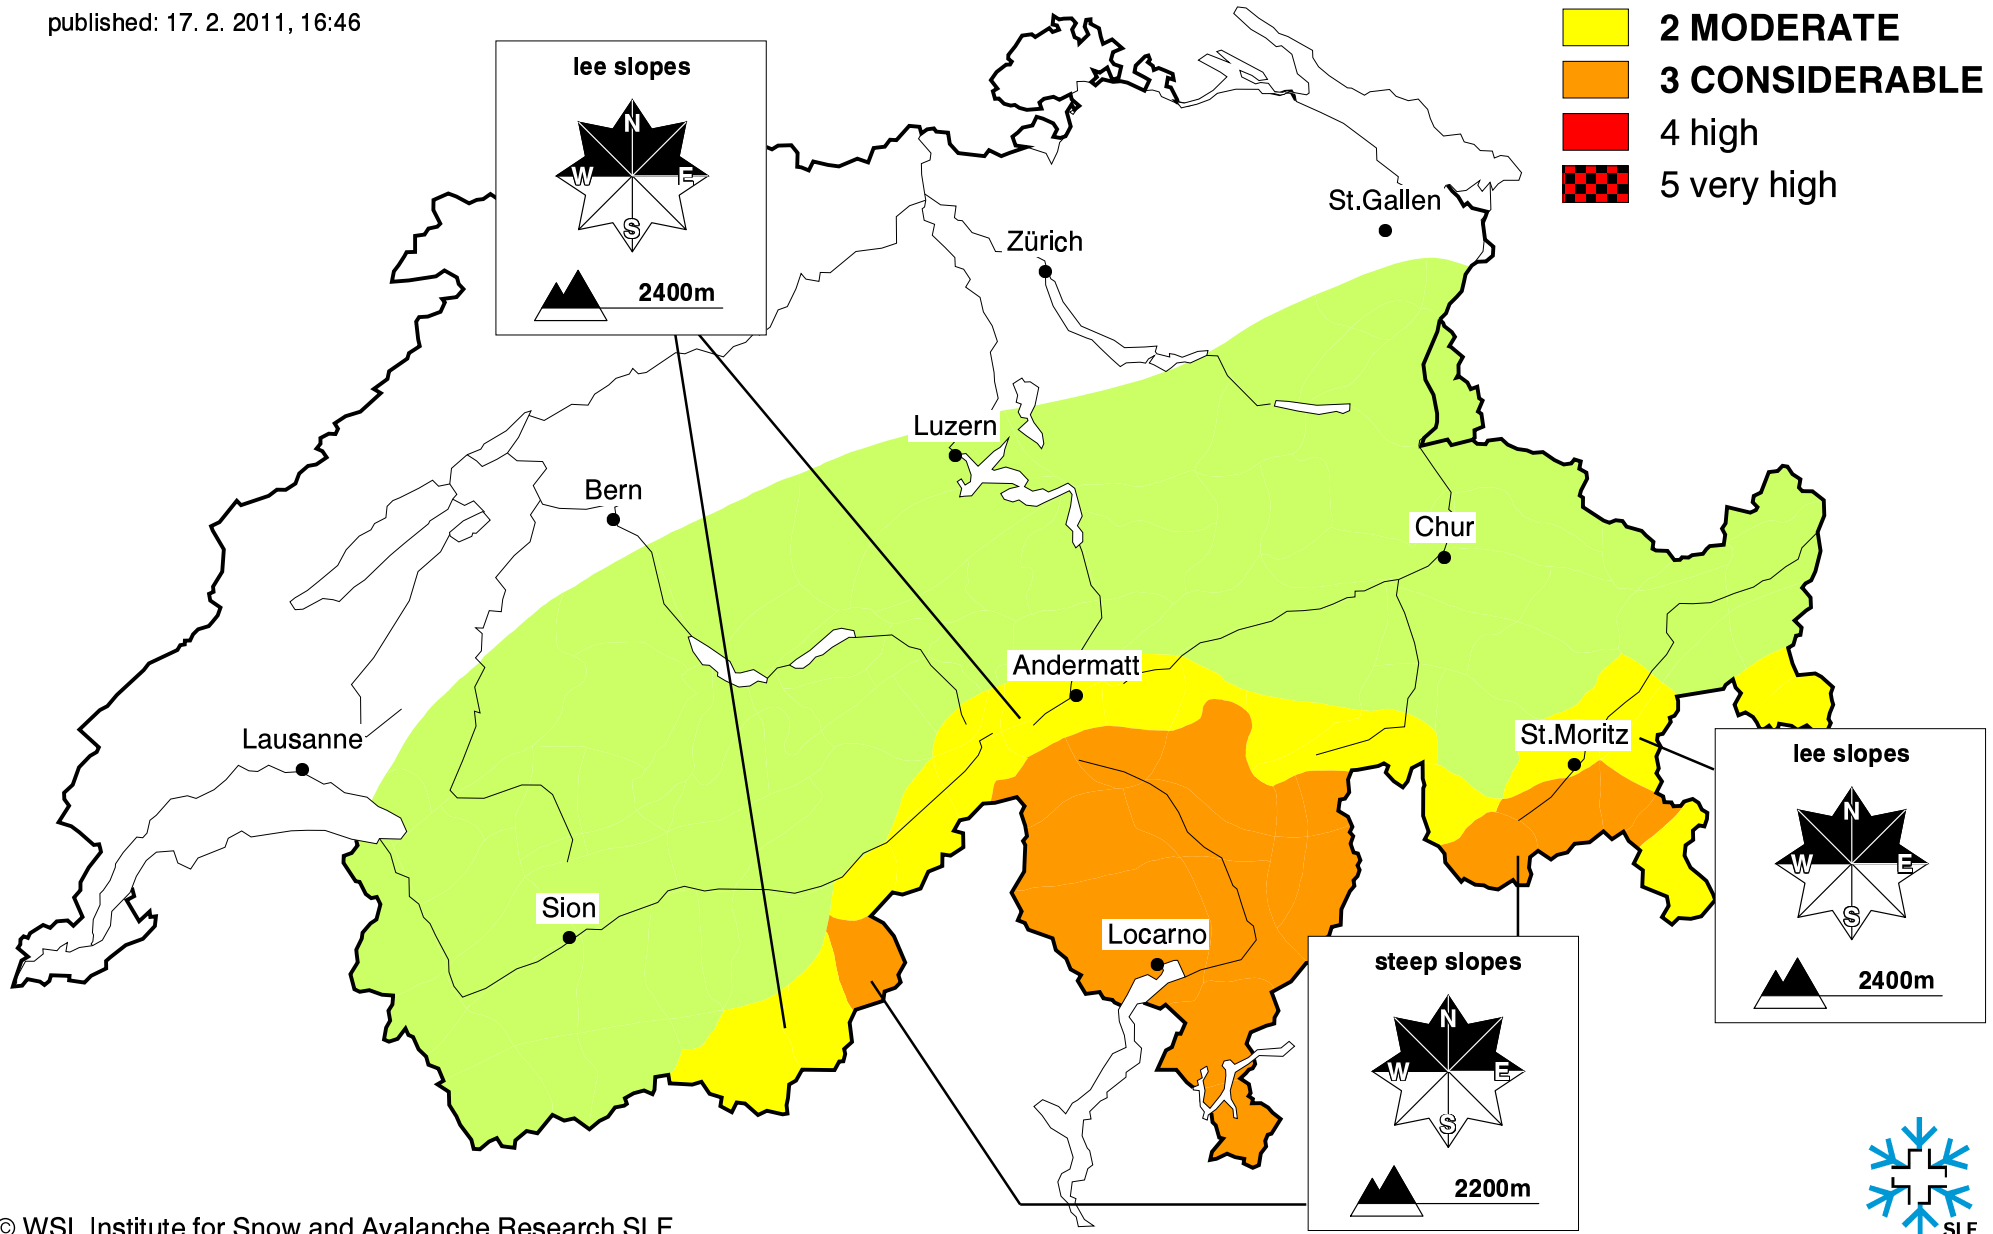 published: 17. 2. 2011, 16:46
2 MODERATE
3 CONSIDERABLE
4 high
5 very high
lee slopes
N
W E
S
2400m
St.Gallen
Zürich
Luzern
Bern
Chur
Andermatt
Lausanne
St.Moritz
Sion
Locarno
lee slopes
N
W E
S
2400m
steep slopes
N
W E
S
2200m
© WSL Institute for Snow and Avalanche Research SLF
SLF